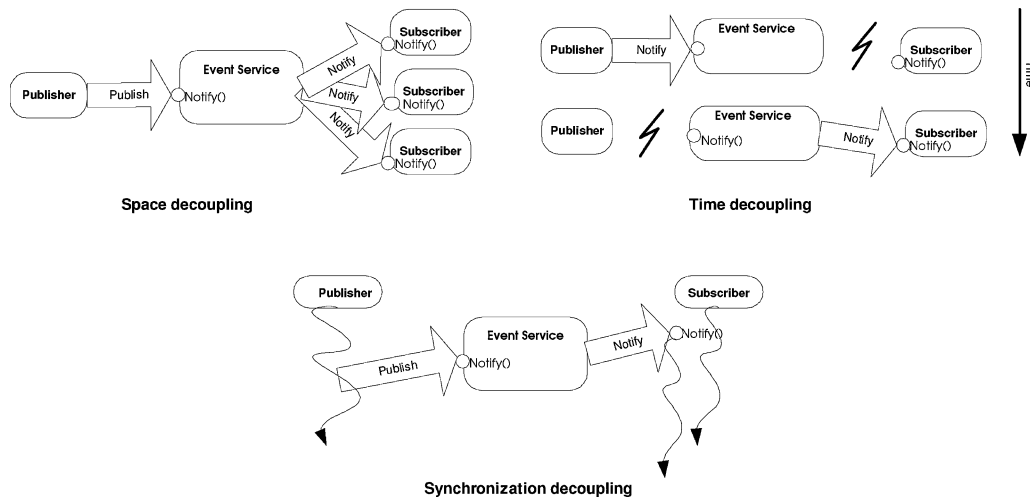 Publisher
Publish
Event Service
Notify()
Notify
Notify
Notify
Subscriber
Notify()
Subscriber
Notify()
Subscriber
Notify()
Space decoupling
Publisher
Notify
Event Service
Subscriber
Notify()
Publisher
Event Service
Notify()
Notify
Subscriber
Notify()
Time
Time decoupling
Publisher
Publish
Event Service
Notify()
Notify
Subscriber
Notify()
Synchronization decoupling